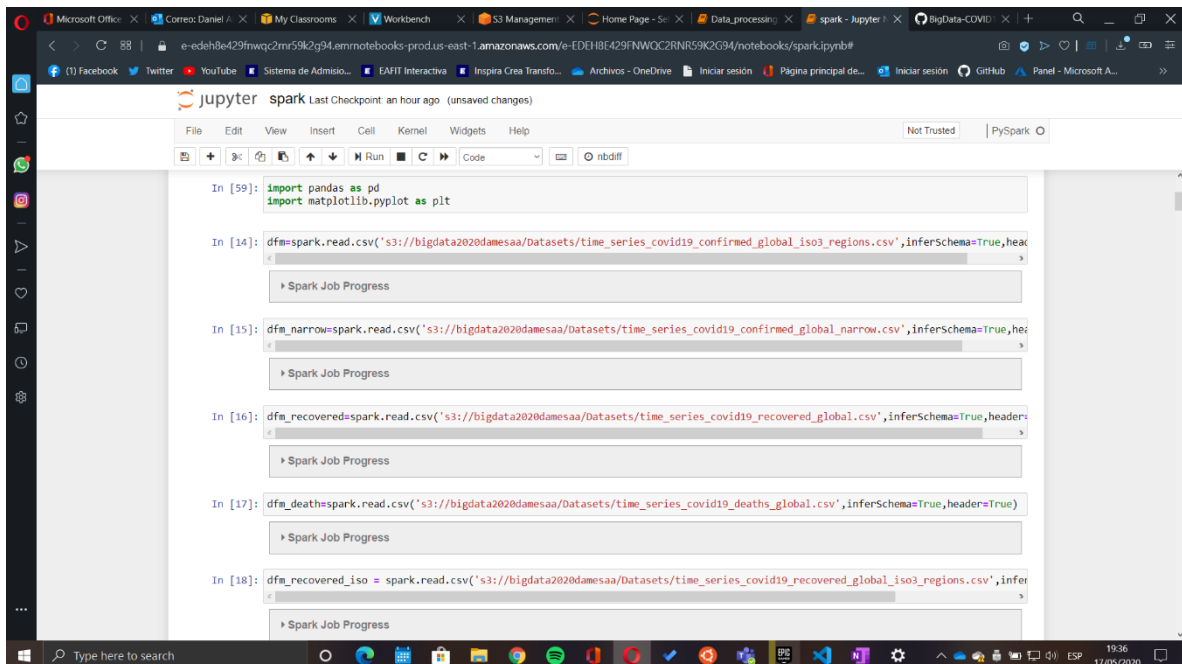 Microsoft Office
Correo: Daniel A
My Classrooms
Workbench
S3 Management
Home Page - Sel
Data_processing
spark - Jupyter N
BigData-COVID1
e-edeh8e429fnwqc2rnr59k2g94.emrnotebooks-prod.us-east-1.amazonaws.com/e-EDEH8E429FNWQC2RNR59K2G94/notebooks/spark.ipynb#
(1) Facebook
Twitter
YouTube
Sistema de Admisio...
EAFIT Interactiva
Inspira Crea Transfo...
Archivos - OneDrive
Iniciar sesión
Página principal de...
Iniciar sesión
GitHub
Panel - Microsoft A...
jupyter spark Last Checkpoint: an hour ago (unsaved changes)
File Edit View Insert Cell Kernel Widgets Help
Not Trusted
PySpark
Run
Code
nbdiff
In [59]: import pandas as pd
import matplotlib.pyplot as plt
In [14]: dfm=spark.read.csv('s3://bigdata2020damesaa/Datasets/time_series_covid19_confirmed_global_iso3_regions.csv',inferSchema=True,head
Spark Job Progress
In [15]: dfm_narrow=spark.read.csv('s3://bigdata2020damesaa/Datasets/time_series_covid19_confirmed_global_narrow.csv',inferSchema=True,hea
Spark Job Progress
In [16]: dfm_recovered=spark.read.csv('s3://bigdata2020damesaa/Datasets/time_series_covid19_recovered_global.csv',inferSchema=True,header=
Spark Job Progress
In [17]: dfm_death=spark.read.csv('s3://bigdata2020damesaa/Datasets/time_series_covid19_deaths_global.csv',inferSchema=True,header=True)
Spark Job Progress
In [18]: dfm_recovered_iso = spark.read.csv('s3://bigdata2020damesaa/Datasets/time_series_covid19_recovered_global_iso3_regions.csv',infer
Spark Job Progress
Type here to search
EPIC
ESP
19:36
17/05/2020